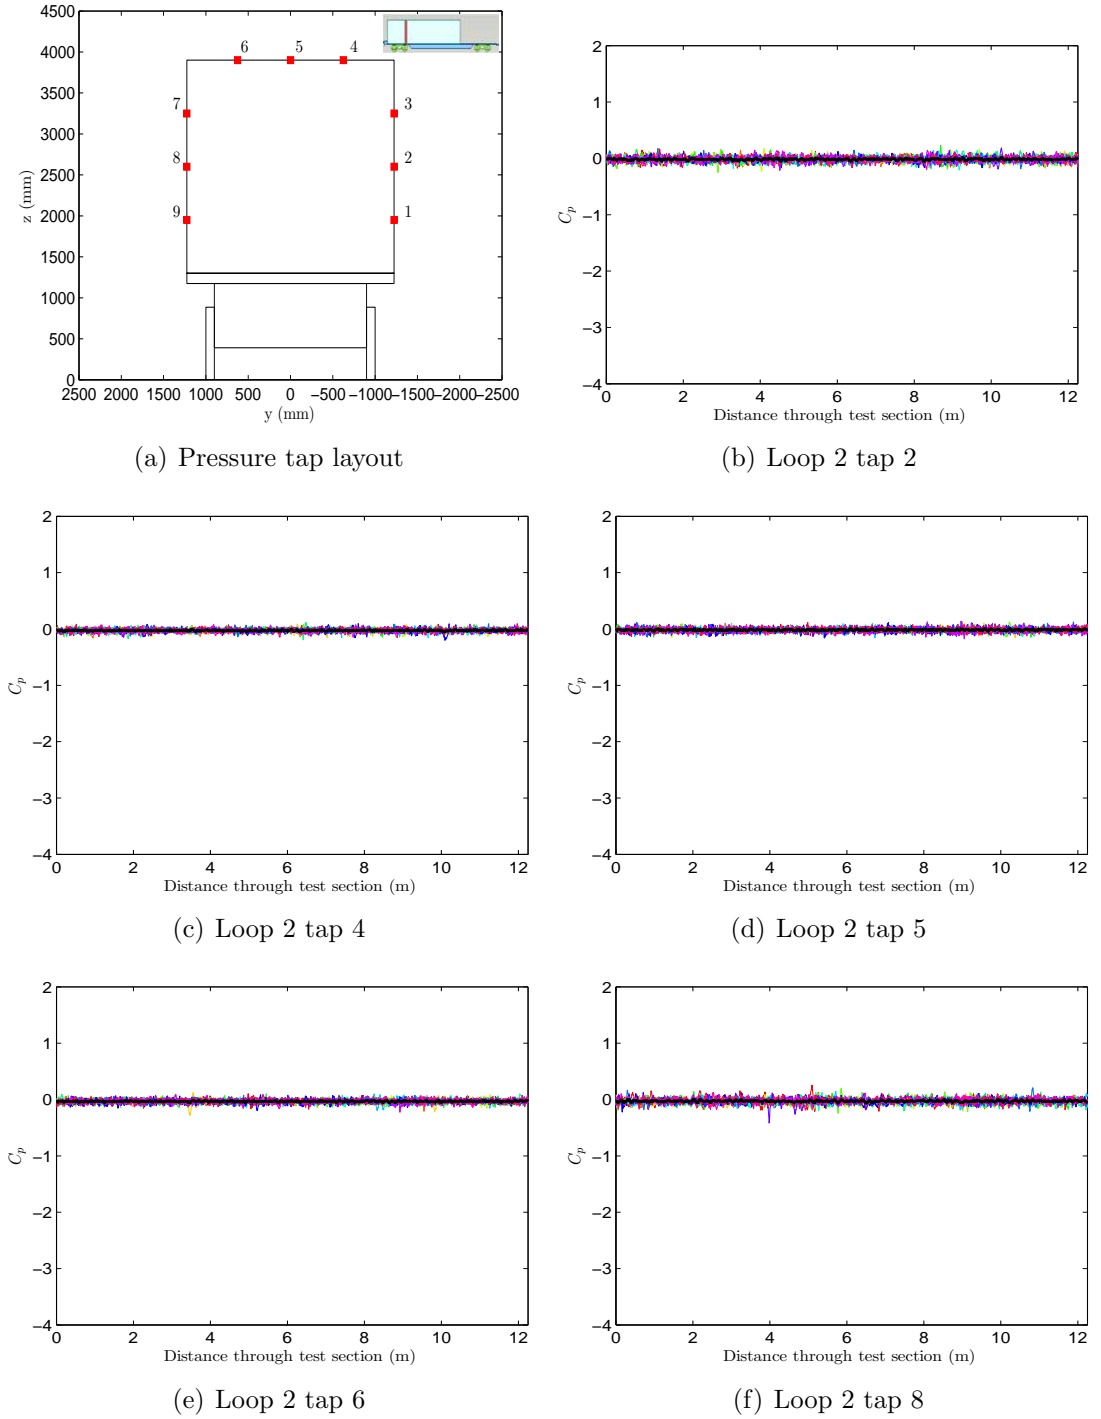 4500
4000
3500
3000
2500
2000
1500
1000
500
0
z (mm)
6 5 4
7 3
8 2
9 1
2500 2000 1500 1000 500 0 −500 −1000 −1500 −2000 −2500
y (mm)
(a) Pressure tap layout
2
1
0
−1
−2
−3
−4
Cp
0 2 4 6 8 10 12
Distance through test section (m)
(b) Loop 2 tap 2
2
1
0
−1
−2
−3
−4
Cp
0 2 4 6 8 10 12
Distance through test section (m)
(c) Loop 2 tap 4
2
1
0
−1
−2
−3
−4
Cp
0 2 4 6 8 10 12
Distance through test section (m)
(d) Loop 2 tap 5
2
1
0
−1
−2
−3
−4
Cp
0 2 4 6 8 10 12
Distance through test section (m)
(e) Loop 2 tap 6
2
1
0
−1
−2
−3
−4
Cp
0 2 4 6 8 10 12
Distance through test section (m)
(f) Loop 2 tap 8